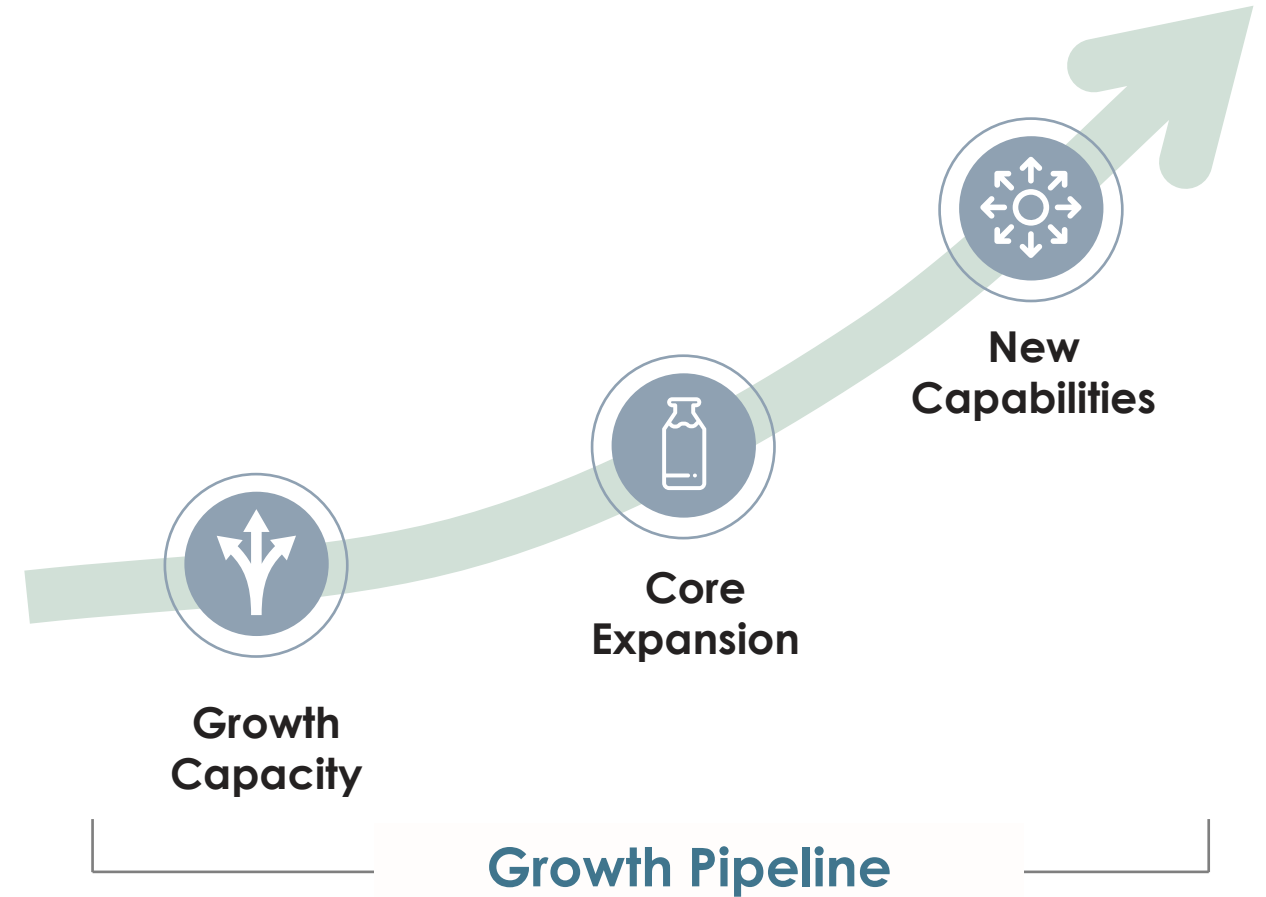 New
Capabilities
Core
Expansion
Growth
Capacity
Growth Pipeline